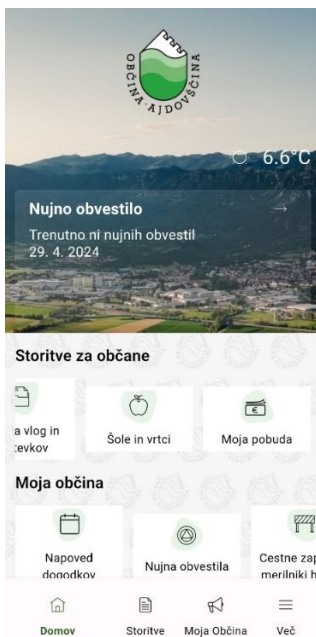 OBČINA · AJDOVŠČINA
6.6°C
Nujno obvestilo →
Trenutno ni nujnih obvestil
29. 4. 2024
Storitve za občane
a vlog in
Šole in vrtci
Moja pobuda
Moja občina
Napoved
dogodkov
Nujna obvestila
Cestne
merilniki
Domov
Storitve
Moja Občina
Več